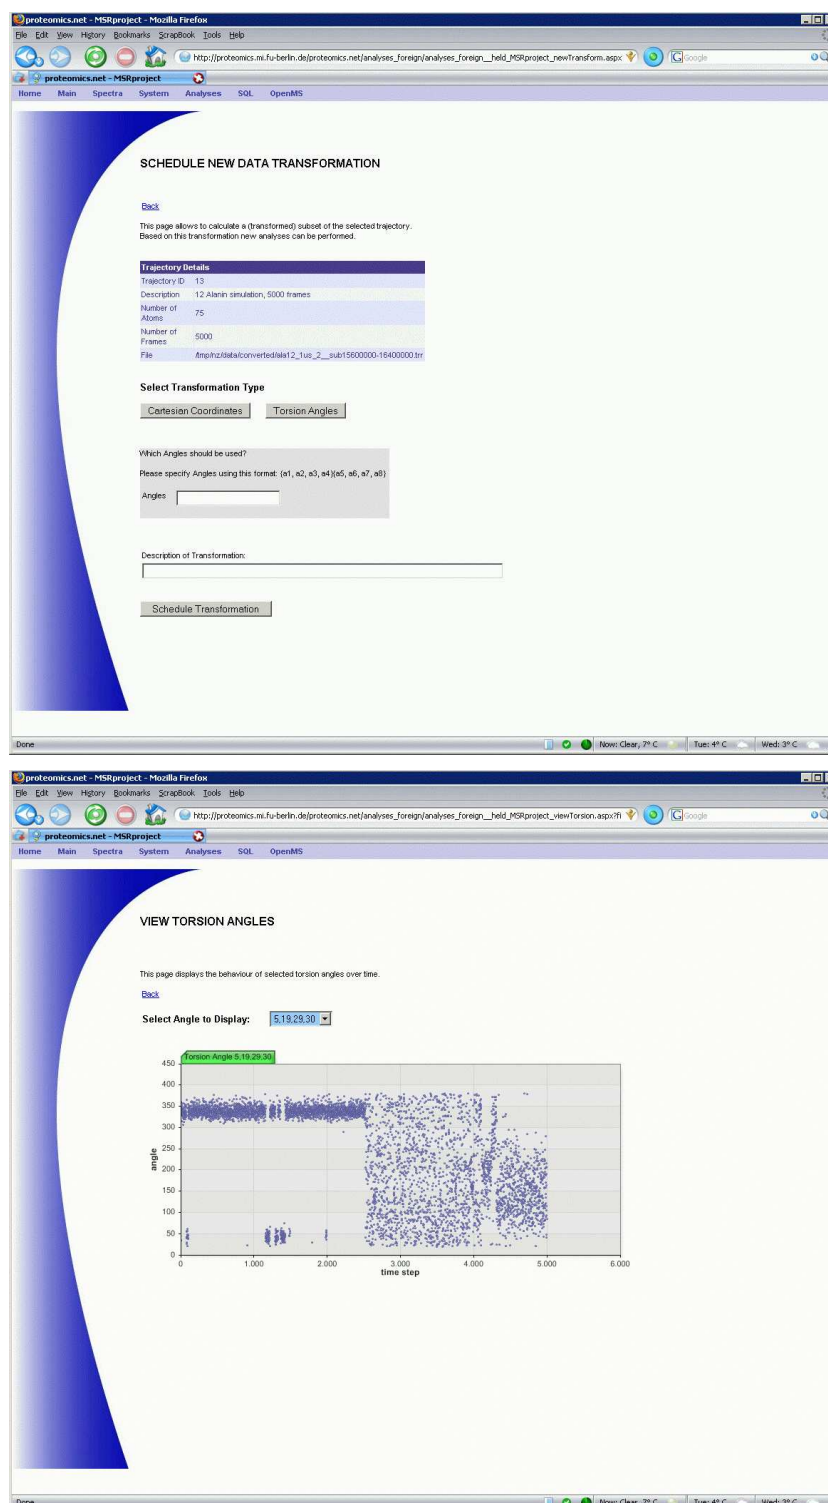 proteomics.net - MSRproject - Mozilla Firefox
File Edit View History Bookmarks ScrapBook Tools Help
http://proteomics.mi.fu-berlin.de/proteomics.net/analyses_foreign/analyses_foreign__held_MSRproject_newTransform.aspx
Google
proteomics.net - MSRproject
Home Main Spectra System Analyses SQL OpenMS
SCHEDULE NEW DATA TRANSFORMATION
Back
This page allows to calculate a (transformed) subset of the selected trajectory.
Based on this transformation new analyses can be performed.
Trajectory Details
Trajectory ID 13
Description 12 Alanin simulation, 5000 frames
Number of Atoms 75
Number of Frames 5000
File /tmp/nz/data/converted/ala12_1us_2__sub15600000-16400000.trr
Select Transformation Type
Cartesian Coordinates Torsion Angles
Which Angles should be used?
Please specify Angles using this format: {a1, a2, a3, a4}{a5, a6, a7, a8}
Angles
Description of Transformation:
Schedule Transformation
Done Now: Clear, 7° C Tue: 4° C Wed: 3° C
proteomics.net - MSRproject - Mozilla Firefox
File Edit View History Bookmarks ScrapBook Tools Help
http://proteomics.mi.fu-berlin.de/proteomics.net/analyses_foreign/analyses_foreign__held_MSRproject_viewTorsion.aspx?fi
Google
proteomics.net - MSRproject
Home Main Spectra System Analyses SQL OpenMS
VIEW TORSION ANGLES
This page displays the behaviour of selected torsion angles over time.
Back
Select Angle to Display: 5,19,29,30
Torsion Angle 5,19,29,30
450
400
350
300
250
200
150
100
50
0
angle
0 1.000 2.000 3.000 4.000 5.000 6.000
time step
Done Now: Clear, 7° C Tue: 4° C Wed: 3° C